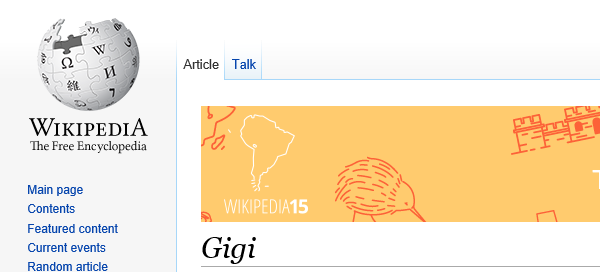 WIKIPEDIA
The Free Encyclopedia
Main page
Contents
Featured content
Current events
Random article
Article
Talk
WIKIPEDIA15
Gigi